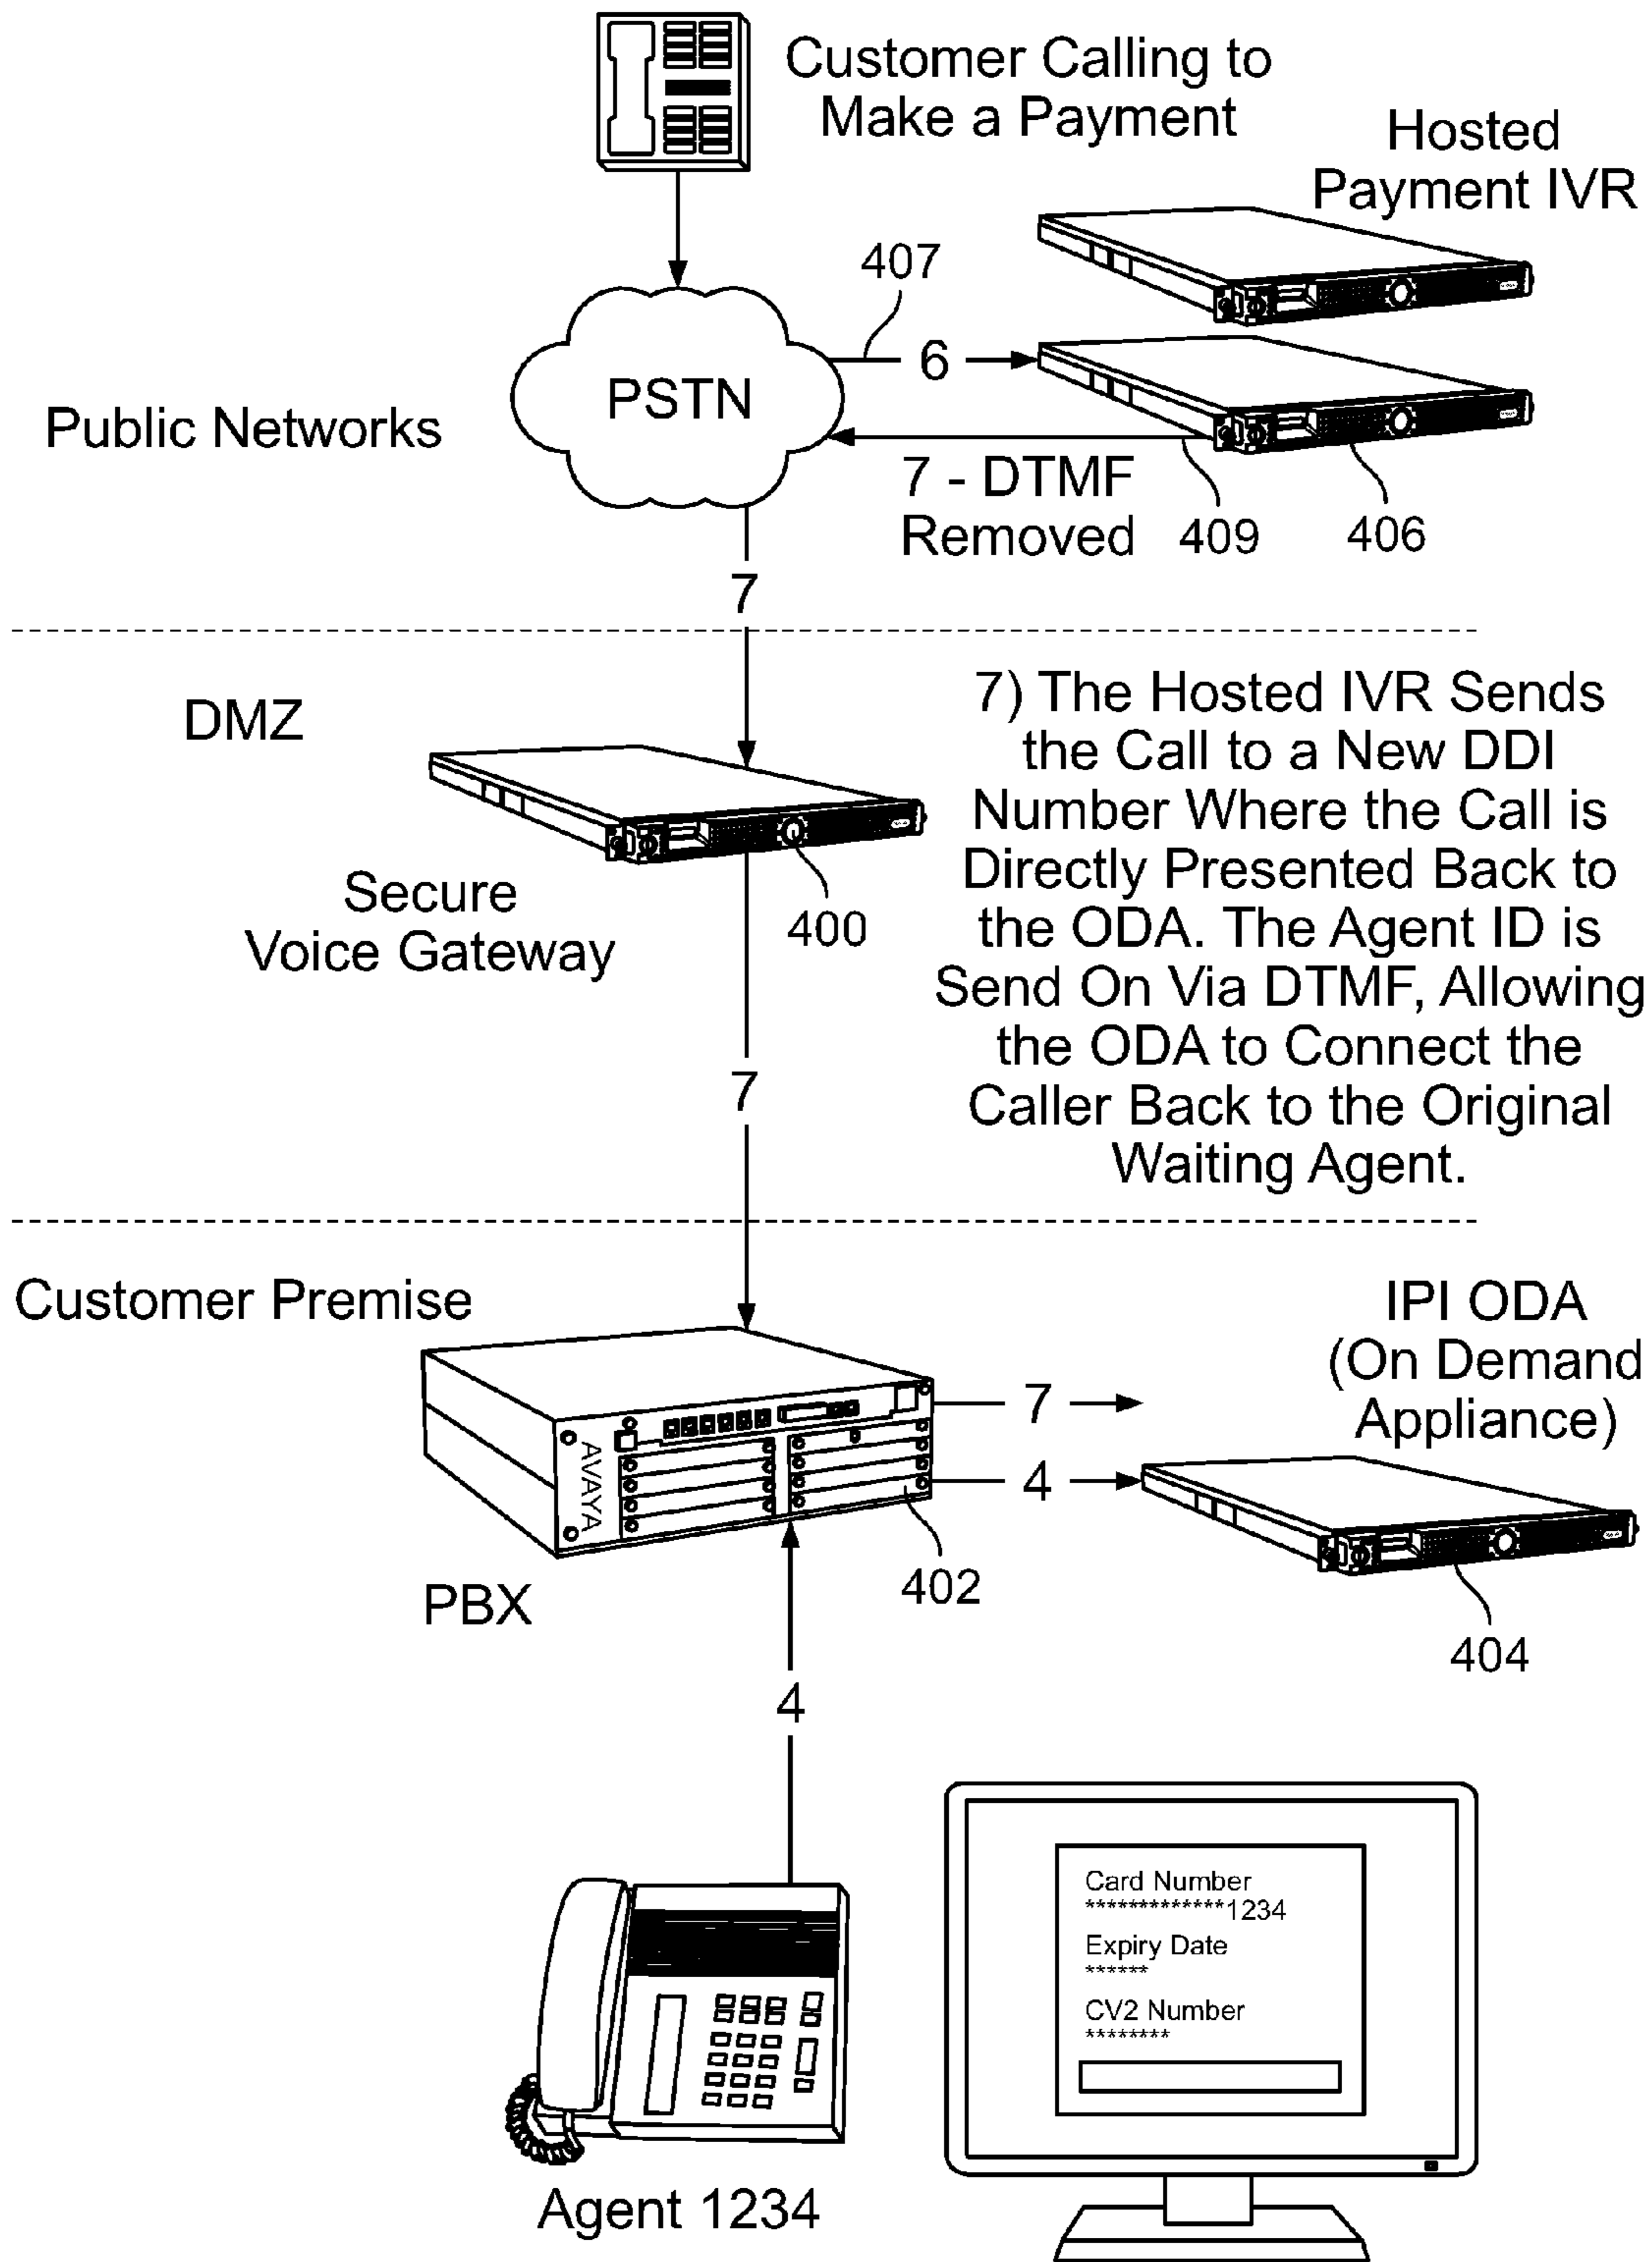 Customer Calling to
Make a Payment
Hosted
Payment IVR
407
6
PSTN
Public Networks
7 - DTMF
Removed
409
406
7
DMZ
7) The Hosted IVR Sends
the Call to a New DDI
Number Where the Call is
Directly Presented Back to
the ODA. The Agent ID is
Send On Via DTMF, Allowing
the ODA to Connect the
Caller Back to the Original
Waiting Agent.
Secure
Voice Gateway
400
7
Customer Premise
IPI ODA
(On Demand
Appliance)
7
4
AVAYA
402
PBX
404
4
Card Number
*************1234
Expiry Date
******
CV2 Number
********
Agent 1234